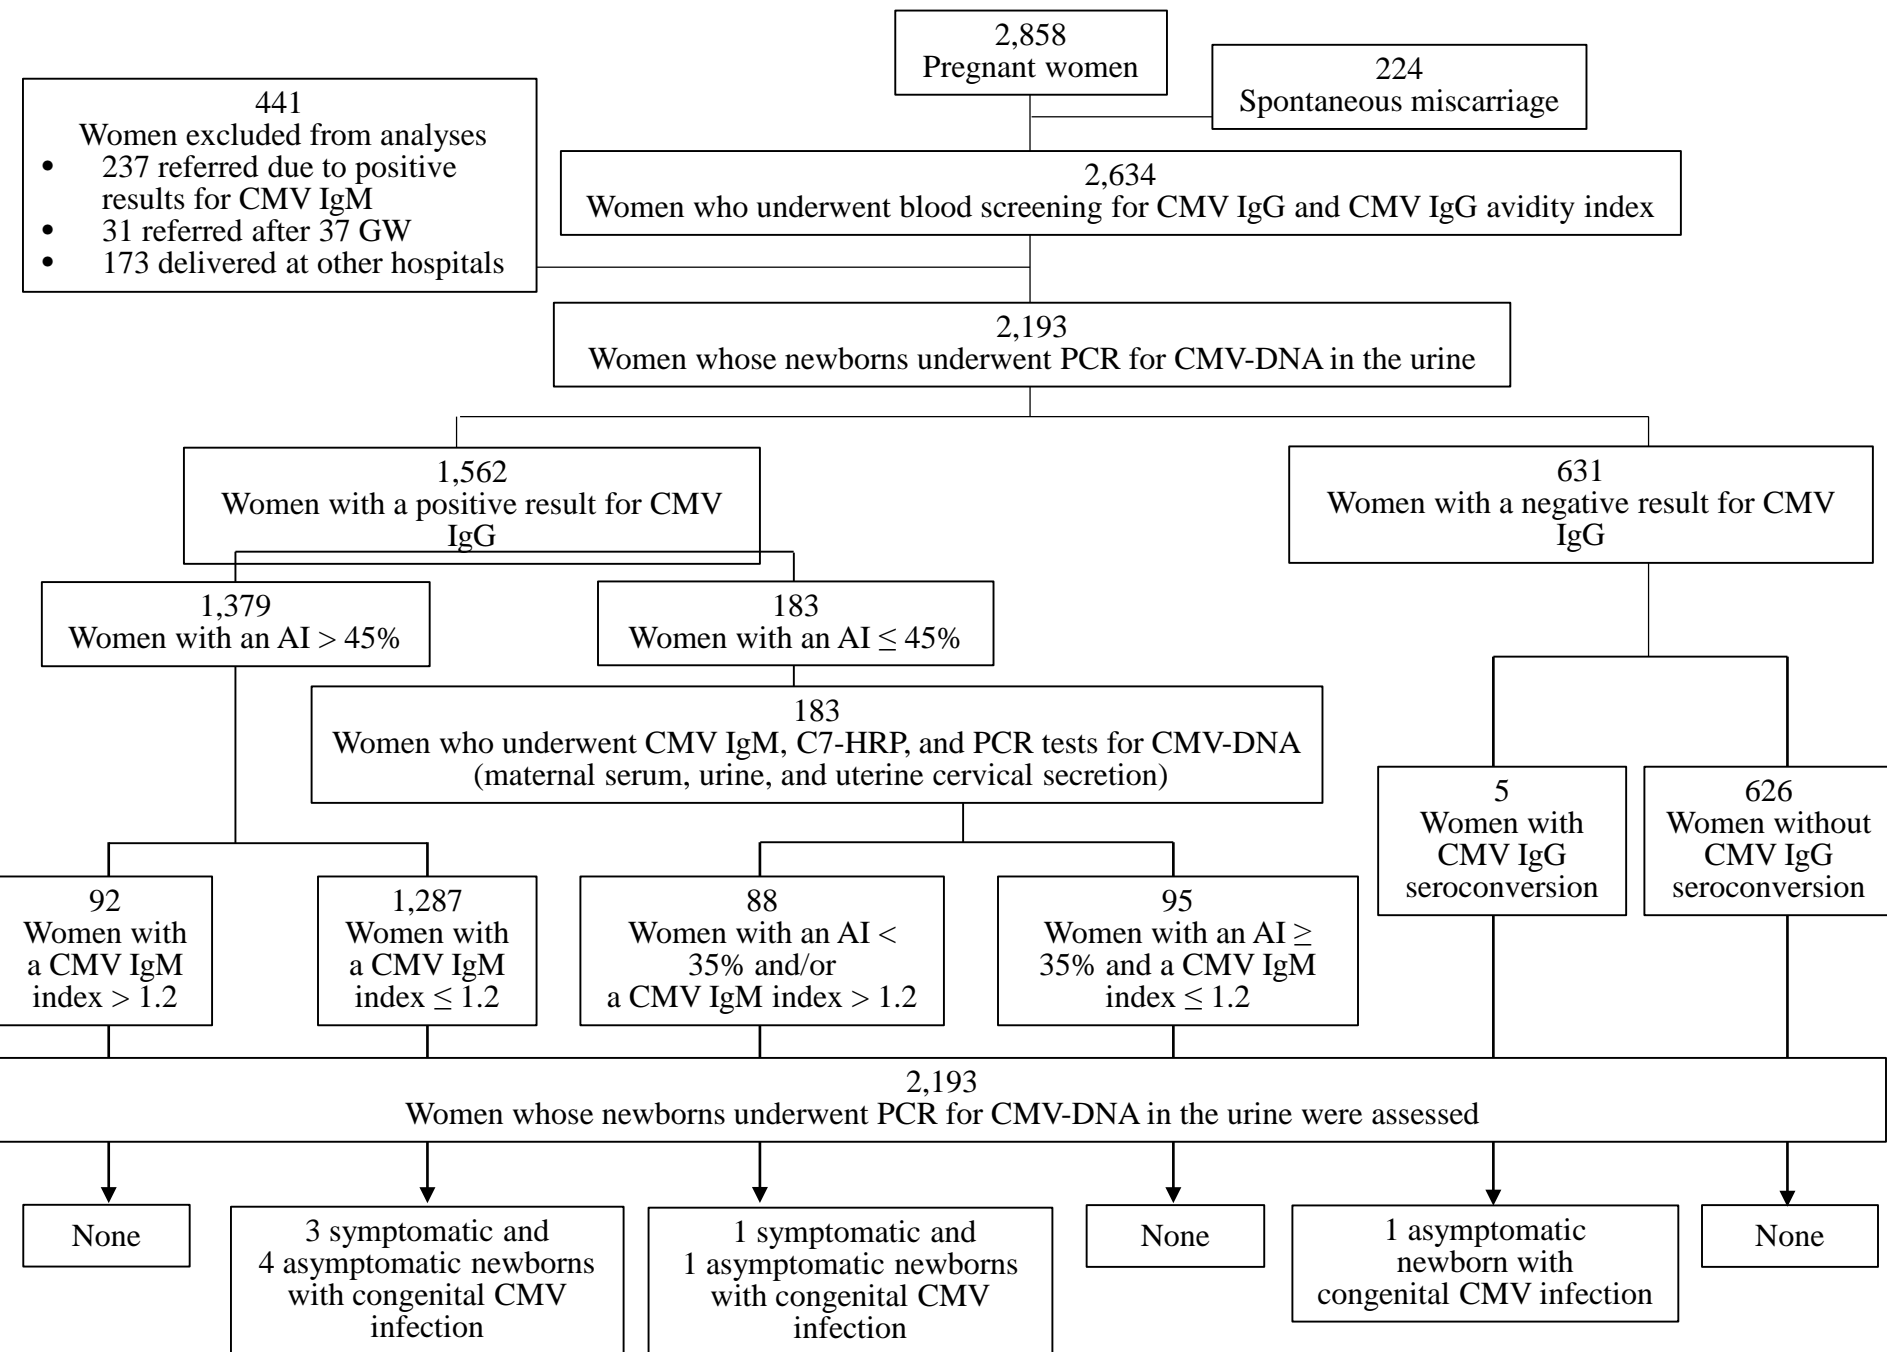 2,858
Pregnant women
224
Spontaneous miscarriage
441
Women excluded from analyses
• 237 referred due to positive
results for CMV IgM
• 31 referred after 37 GW
• 173 delivered at other hospitals
2,634
Women who underwent blood screening for CMV IgG and CMV IgG avidity index
2,193
Women whose newborns underwent PCR for CMV-DNA in the urine
1,562
Women with a positive result for CMV
IgG
631
Women with a negative result for CMV
IgG
1,379
Women with an AI > 45%
183
Women with an AI ≤ 45%
183
Women who underwent CMV IgM, C7-HRP, and PCR tests for CMV-DNA
(maternal serum, urine, and uterine cervical secretion)
5
Women with
CMV IgG
seroconversion
626
Women without
CMV IgG
seroconversion
92
Women with
a CMV IgM
index > 1.2
1,287
Women with
a CMV IgM
index ≤ 1.2
88
Women with an AI <
35% and/or
a CMV IgM index > 1.2
95
Women with an AI ≥
35% and a CMV IgM
index ≤ 1.2
2,193
Women whose newborns underwent PCR for CMV-DNA in the urine were assessed
None
3 symptomatic and
4 asymptomatic newborns
with congenital CMV
infection
1 symptomatic and
1 asymptomatic newborns
with congenital CMV
infection
None
1 asymptomatic
newborn with
congenital CMV infection
None